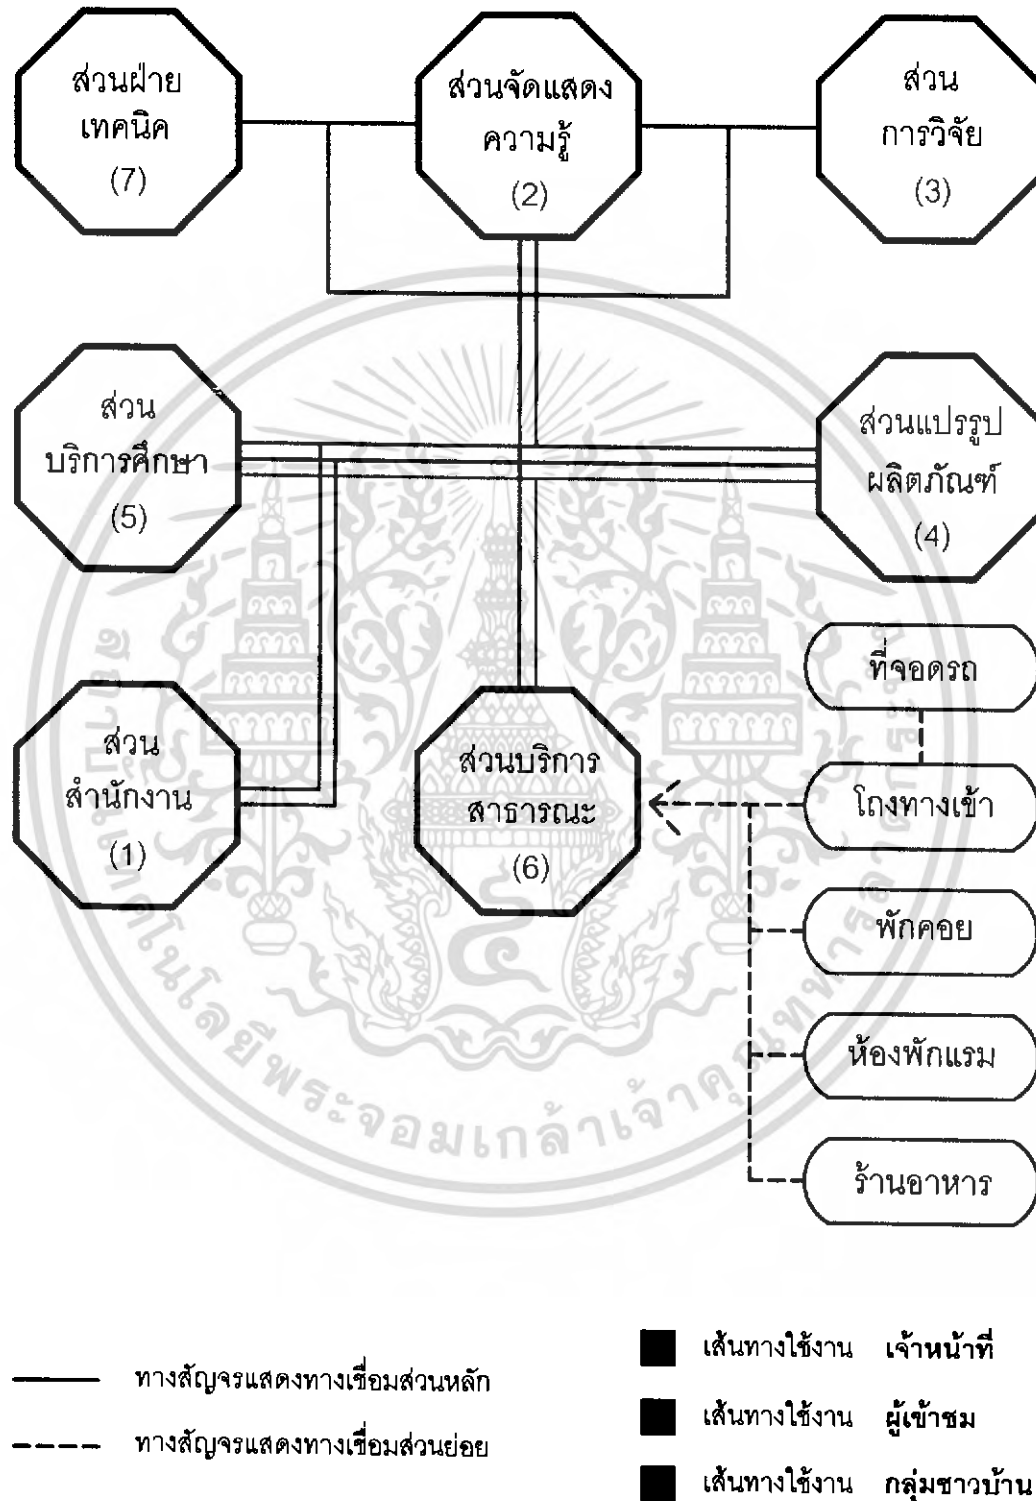 ส่วนฝ่าย
เทคนิค
(7)
ส่วนจัดแสดง
ความรู้
(2)
ส่วน
การวิจัย
(3)
ส่วน
บริการศึกษา
(5)
ส่วนแปรรูป
ผลิตภัณฑ์
(4)
ส่วน
สำนักงาน
(1)
ส่วนบริการ
สาธารณะ
(6)
ที่จอดรถ
โถงทางเข้า
พักคอย
ห้องพักแรม
ร้านอาหาร
ทางสัญจรแสดงทางเชื่อมส่วนหลัก
ทางสัญจรแสดงทางเชื่อมส่วนย่อย
เส้นทางใช้งาน เจ้าหน้าที่
เส้นทางใช้งาน ผู้เข้าชม
เส้นทางใช้งาน กลุ่มชาวบ้าน